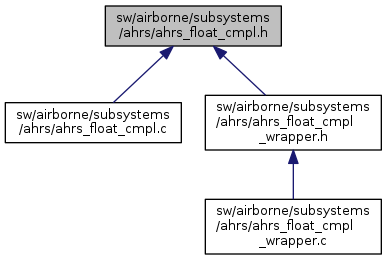 sw/airborne/subsystems
/ahrs/ahrs_float_cmpl.h
sw/airborne/subsystems
/ahrs/ahrs_float_cmpl.c
sw/airborne/subsystems
/ahrs/ahrs_float_cmpl
_wrapper.h
sw/airborne/subsystems
/ahrs/ahrs_float_cmpl
_wrapper.c